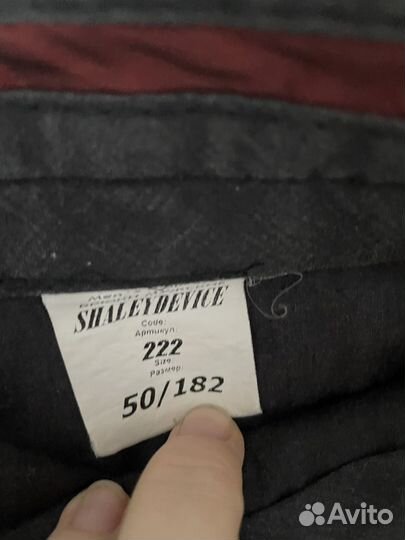 SHALEYDEVICE
Code:
Артикул:
222
Size:
Размер:
50/182
Avito